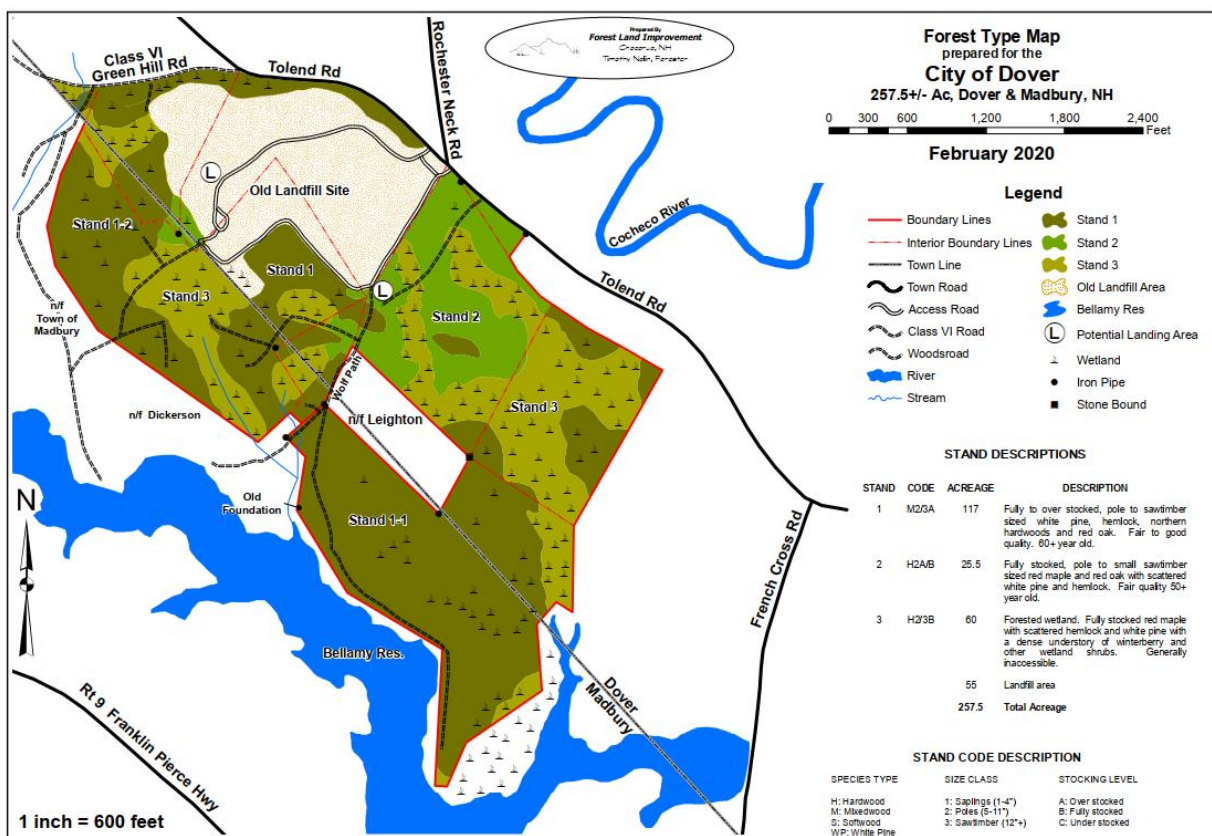 Prepared By
Forest Land Improvement
Chocorua, NH
Timothy Nolin, Forester
Forest Type Map
prepared for the
City of Dover
257.5+/- Ac, Dover & Madbury, NH
0 300 600 1,200 1,800 2,400
Feet
February 2020
Class VI
Green Hill Rd
Tolend Rd
Rochester Neck Rd
Cocheco River
Tolend Rd
L
Old Landfill Site
Stand 1-2
Stand 1
Stand 3
L
Stand 2
n/f
Town of
Madbury
Wolf Path
n/f Dickerson
n/f Leighton
Stand 3
N
Old
Foundation
Stand 1-1
French Cross Rd
Bellamy Res.
Dover
Madbury
Rt 9 Franklin Pierce Hwy
1 inch = 600 feet
Legend
Boundary Lines
Interior Boundary Lines
Town Line
Town Road
Access Road
Class VI Road
Woodsroad
River
Stream
Stand 1
Stand 2
Stand 3
Old Landfill Area
Bellamy Res
L Potential Landing Area
Wetland
Iron Pipe
Stone Bound
STAND DESCRIPTIONS
STAND CODE ACREAGE DESCRIPTION
1 M2/3A 117 Fully to over stocked, pole to sawtimber
sized white pine, hemlock, northern
hardwoods and red oak. Fair to good
quality. 60+ year old.
2 H2A/B 25.5 Fully stocked, pole to small sawtimber
sized red maple and red oak with scattered
white pine and hemlock. Fair quality 50+
year old.
3 H2/3B 60 Forested wetland. Fully stocked red maple
with scattered hemlock and white pine with
a dense understory of winterberry and
other wetland shrubs. Generally
inaccessible.
55 Landfill area
257.5 Total Acreage
STAND CODE DESCRIPTION
SPECIES TYPE SIZE CLASS STOCKING LEVEL
H: Hardwood 1: Saplings (1-4") A: Over stocked
M: Mixedwood 2: Poles (5-11") B: Fully stocked
S: Softwood 3: Sawtimber (12"+) C: Under stocked
WP: White Pine